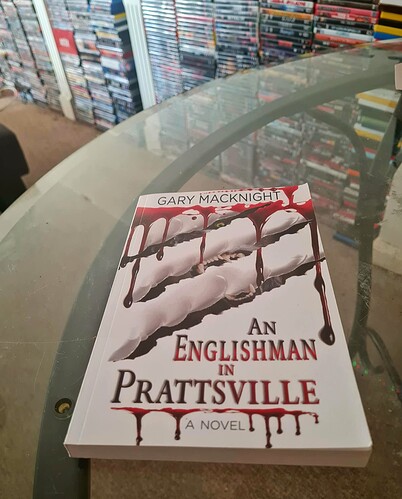 GARY MACKNIGHT
AN
ENGLISHMAN
IN
PRATTSVILLE
A NOVEL